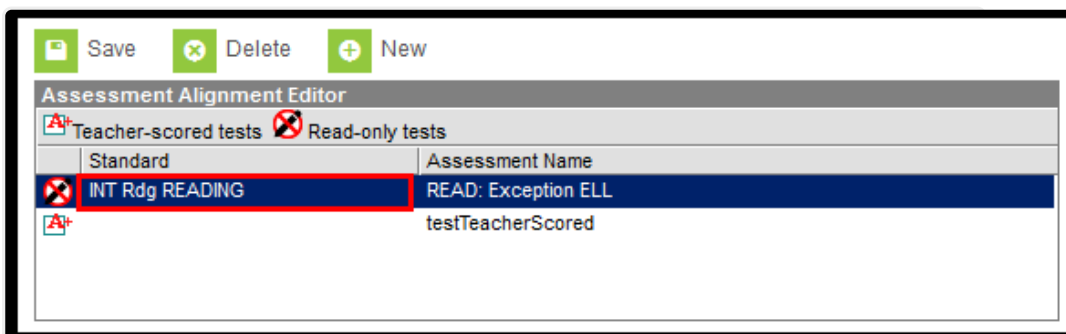 Save Delete New
Assessment Alignment Editor
A+ Teacher-scored tests Read-only tests
Standard Assessment Name
INT Rdg READING READ: Exception ELL
A+ testTeacherScored